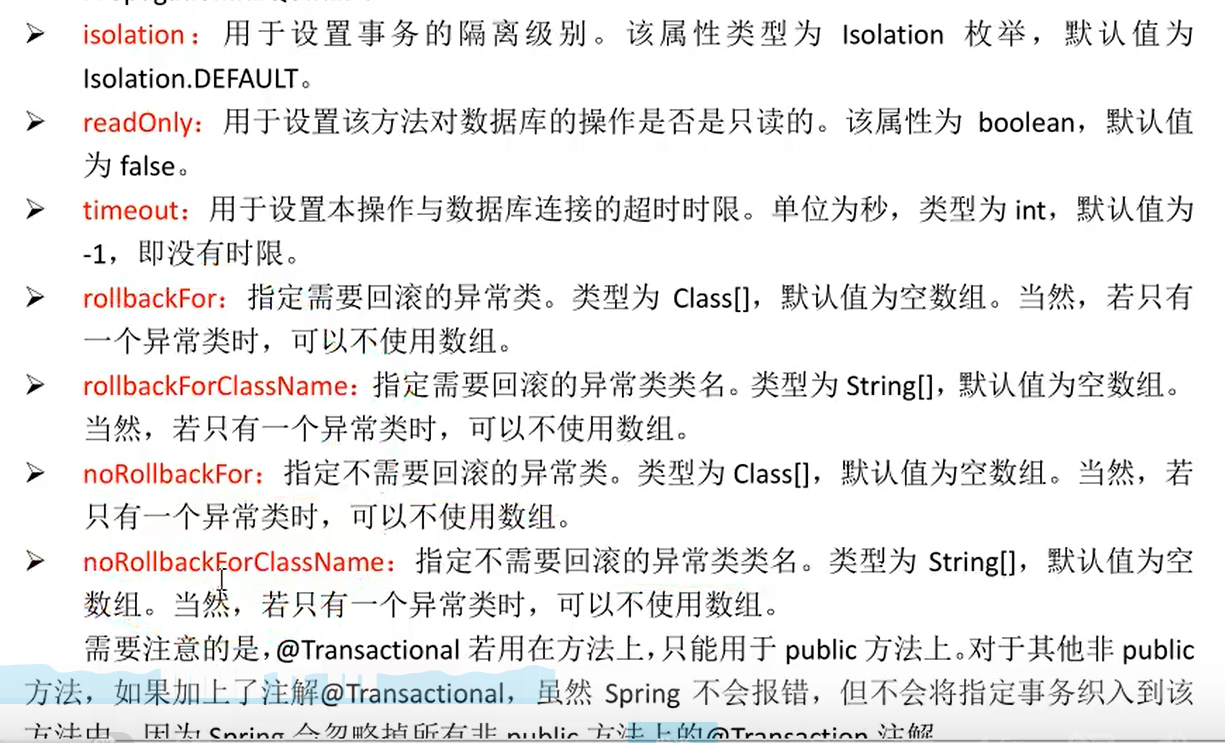 ➢ isolation：用于设置事务的隔离级别。该属性类型为 Isolation 枚举，默认值为
Isolation.DEFAULT。
➢ readOnly：用于设置该方法对数据库的操作是否是只读的。该属性为 boolean，默认值
为 false。
➢ timeout：用于设置本操作与数据库连接的超时时限。单位为秒，类型为 int，默认值为
-1，即没有时限。
➢ rollbackFor：指定需要回滚的异常类。类型为 Class[]，默认值为空数组。当然，若只有
一个异常类时，可以不使用数组。
➢ rollbackForClassName：指定需要回滚的异常类类名。类型为 String[]，默认值为空数组。
当然，若只有一个异常类时，可以不使用数组。
➢ noRollbackFor：指定不需要回滚的异常类。类型为 Class[]，默认值为空数组。当然，若
只有一个异常类时，可以不使用数组。
➢ noRollbackForClassName：指定不需要回滚的异常类类名。类型为 String[]，默认值为空
数组。当然，若只有一个异常类时，可以不使用数组。
需要注意的是，@Transactional 若用在方法上，只能用于 public 方法上。对于其他非 public
方法，如果加上了注解@Transactional，虽然 Spring 不会报错，但不会将指定事务织入到该
方法中。因为 Spring 会忽略掉所有非 public 方法上的@Transaction 注解